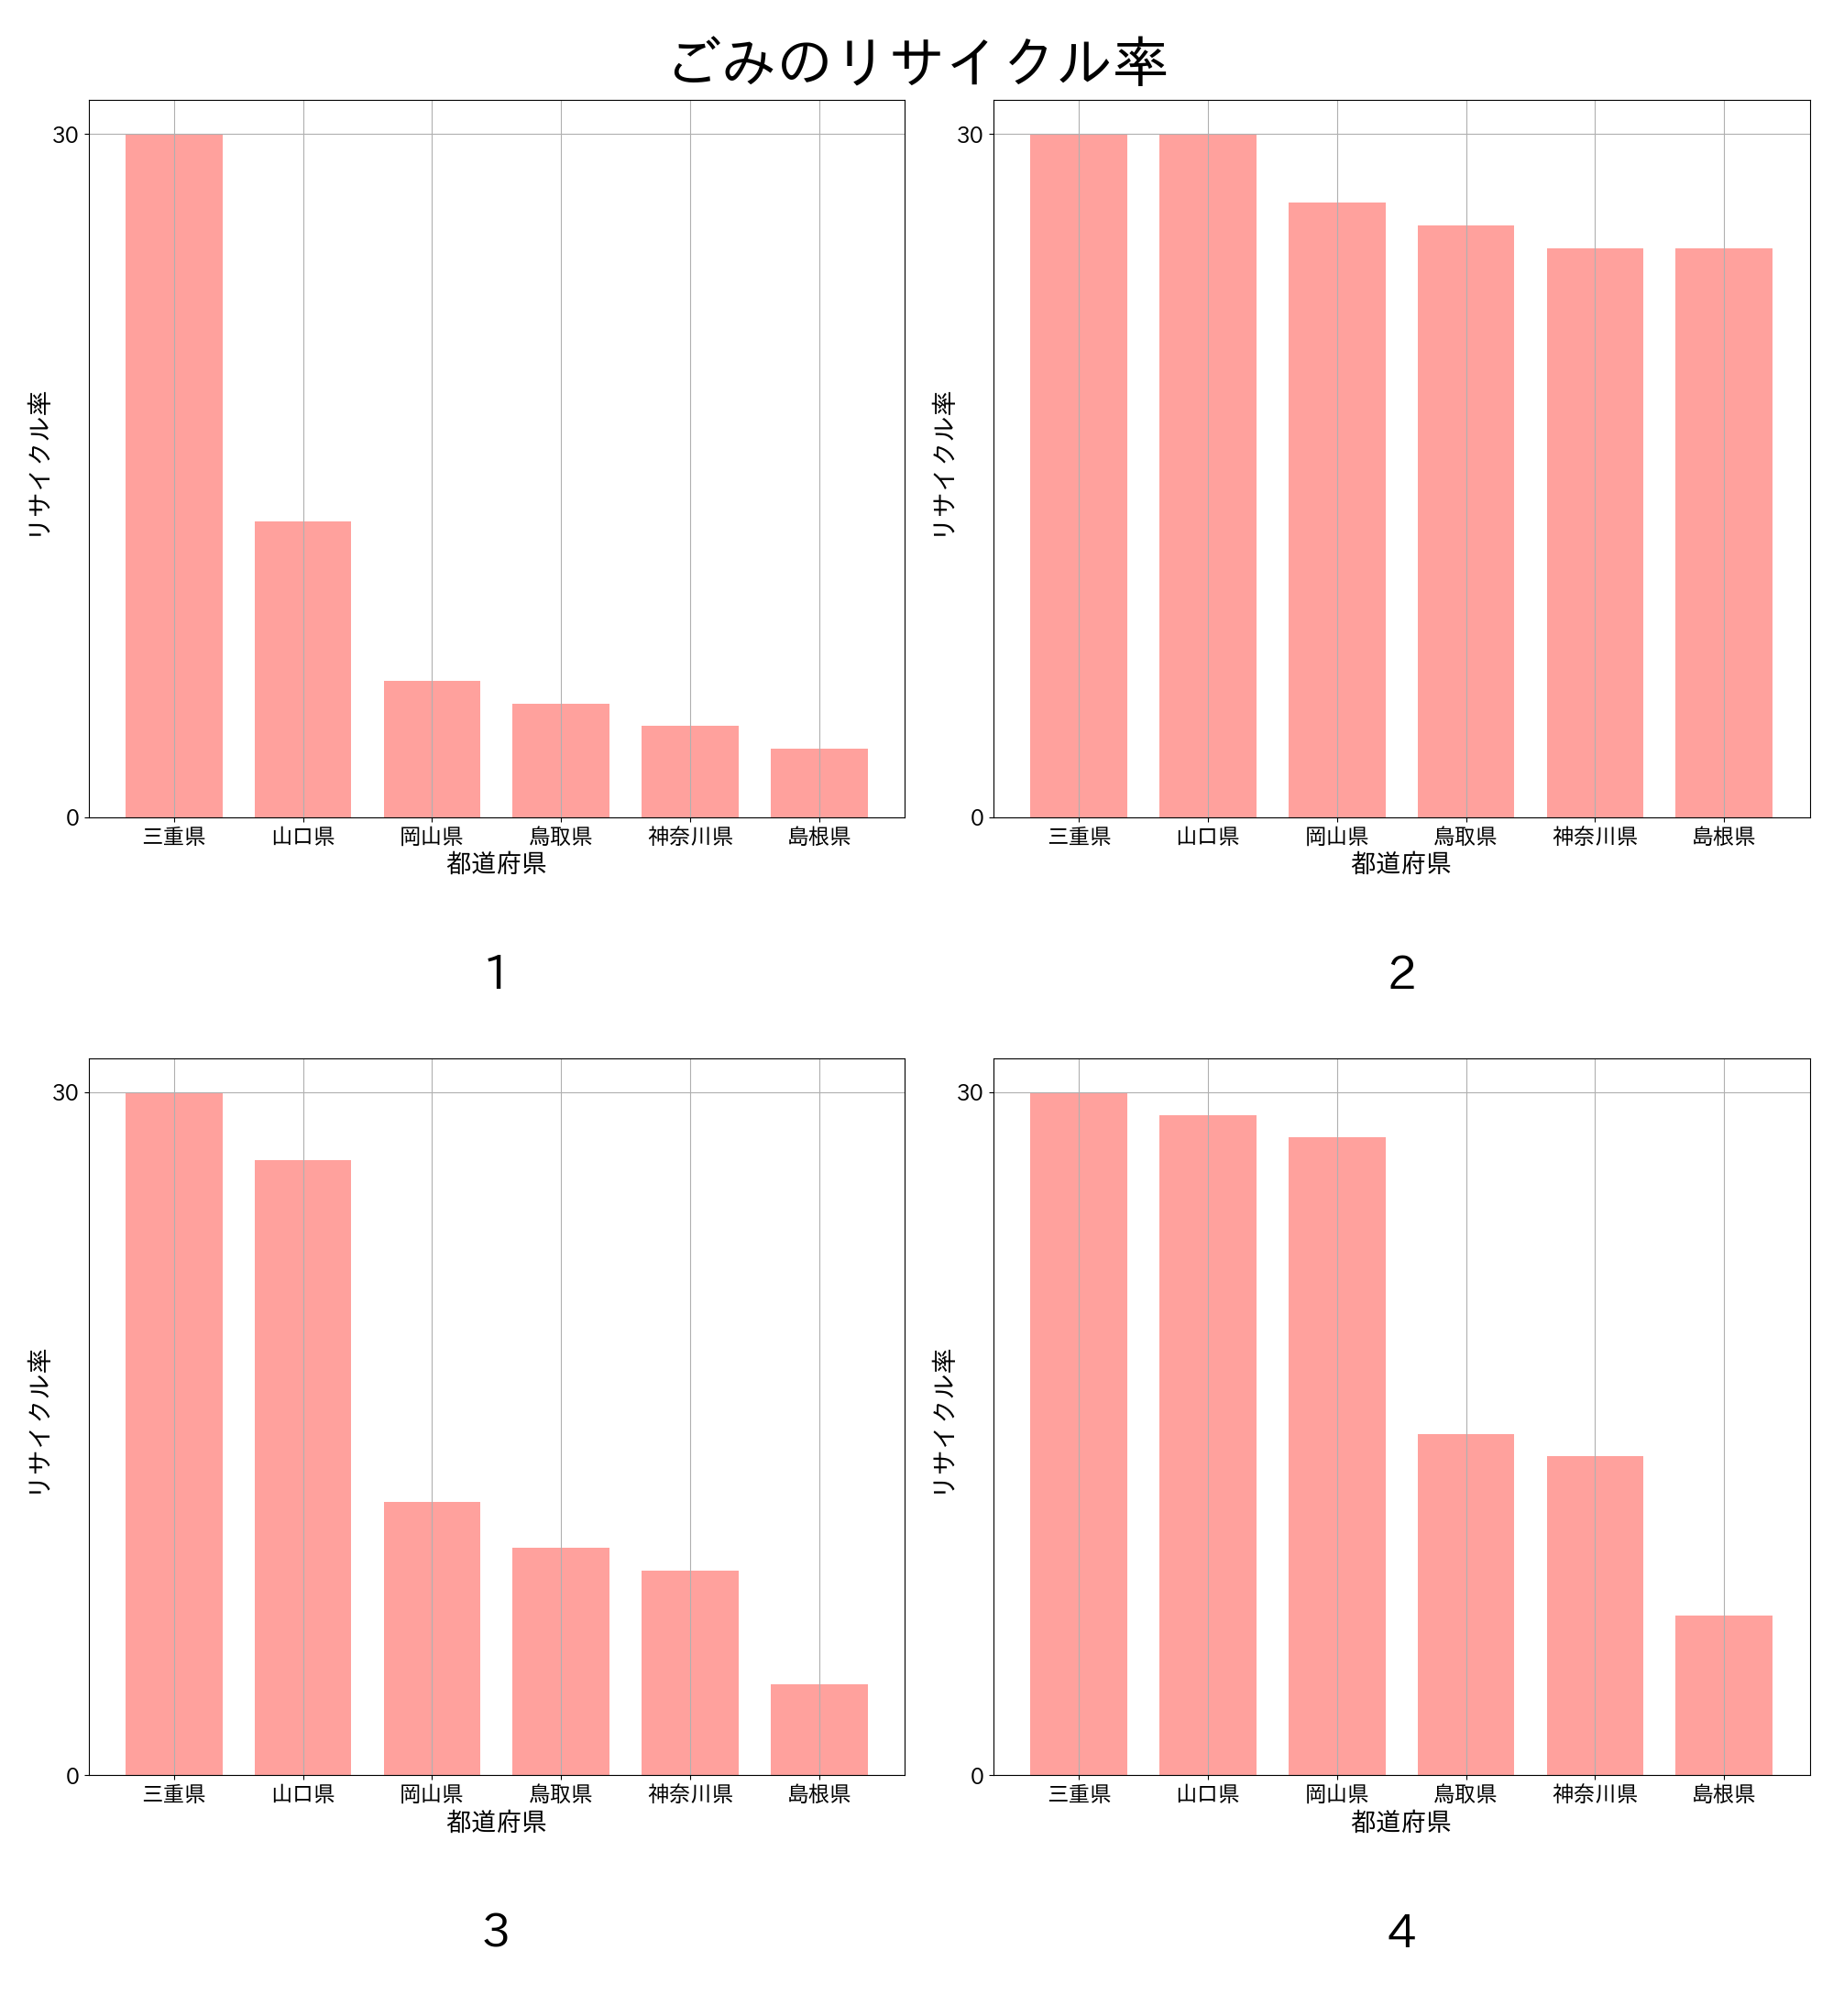 ごみのリサイクル率
30
0
リサイクル率
三重県 山口県 岡山県 鳥取県 神奈川県 島根県
都道府県
1
30
0
リサイクル率
三重県 山口県 岡山県 鳥取県 神奈川県 島根県
都道府県
2
30
0
リサイクル率
三重県 山口県 岡山県 鳥取県 神奈川県 島根県
都道府県
3
30
0
リサイクル率
三重県 山口県 岡山県 鳥取県 神奈川県 島根県
都道府県
4